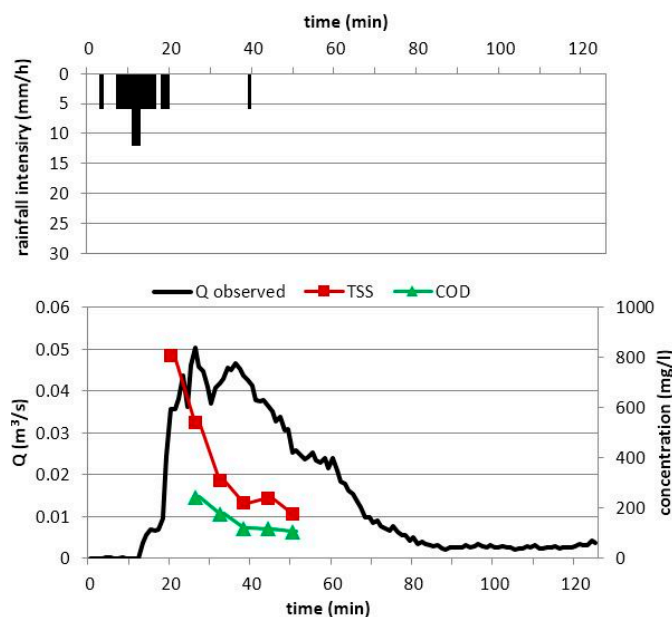 time (min)
0 20 40 60 80 100 120
rainfall intensiry (mm/h)
0
5
10
15
20
25
30
Q observed TSS COD
Q (m³/s)
0.06
0.05
0.04
0.03
0.02
0.01
0
concentration (mg/l)
1000
800
600
400
200
0
0 20 40 60 80 100 120
time (min)